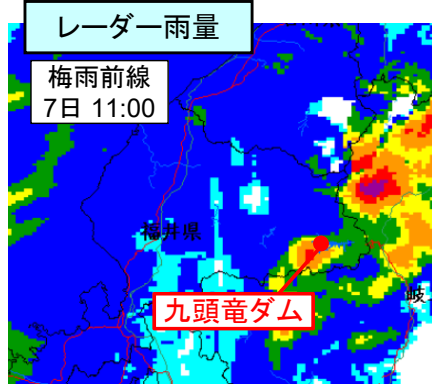 レーダー雨量
梅雨前線
7日 11:00
福井県
九頭竜ダム
岐